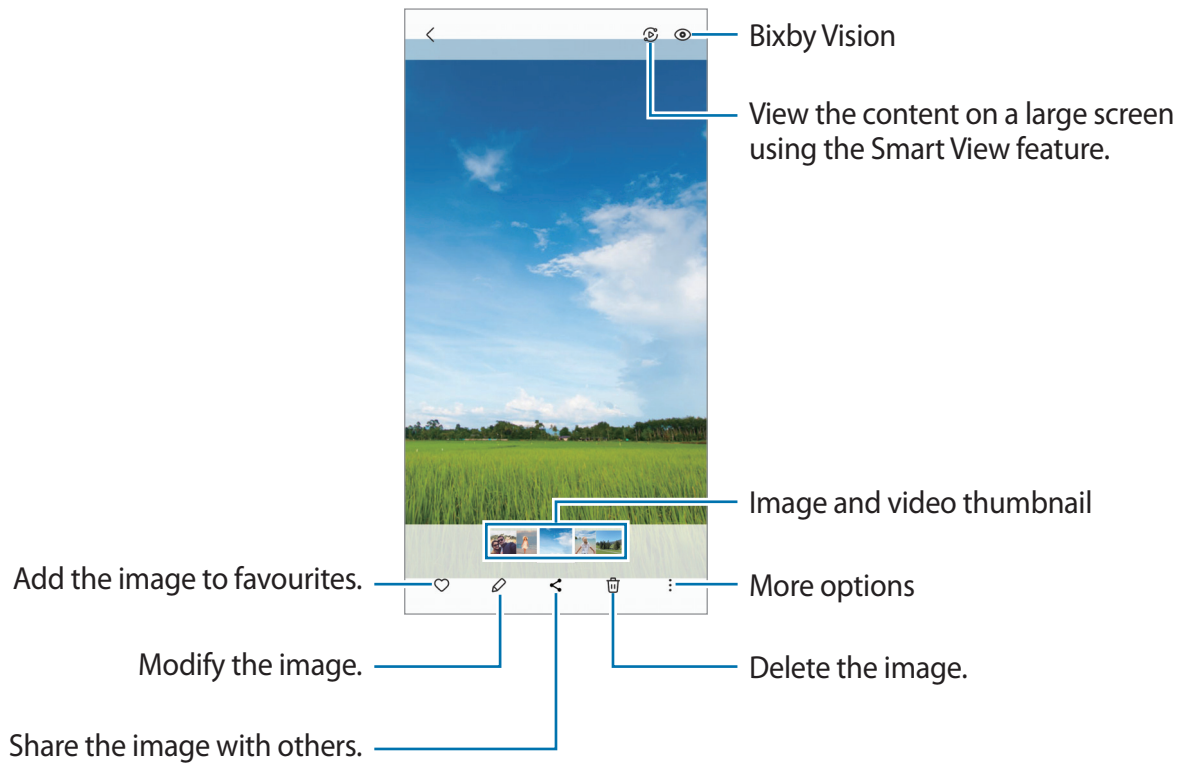 Bixby Vision
View the content on a large screen
using the Smart View feature.
Image and video thumbnail
Add the image to favourites.
More options
Modify the image.
Delete the image.
Share the image with others.